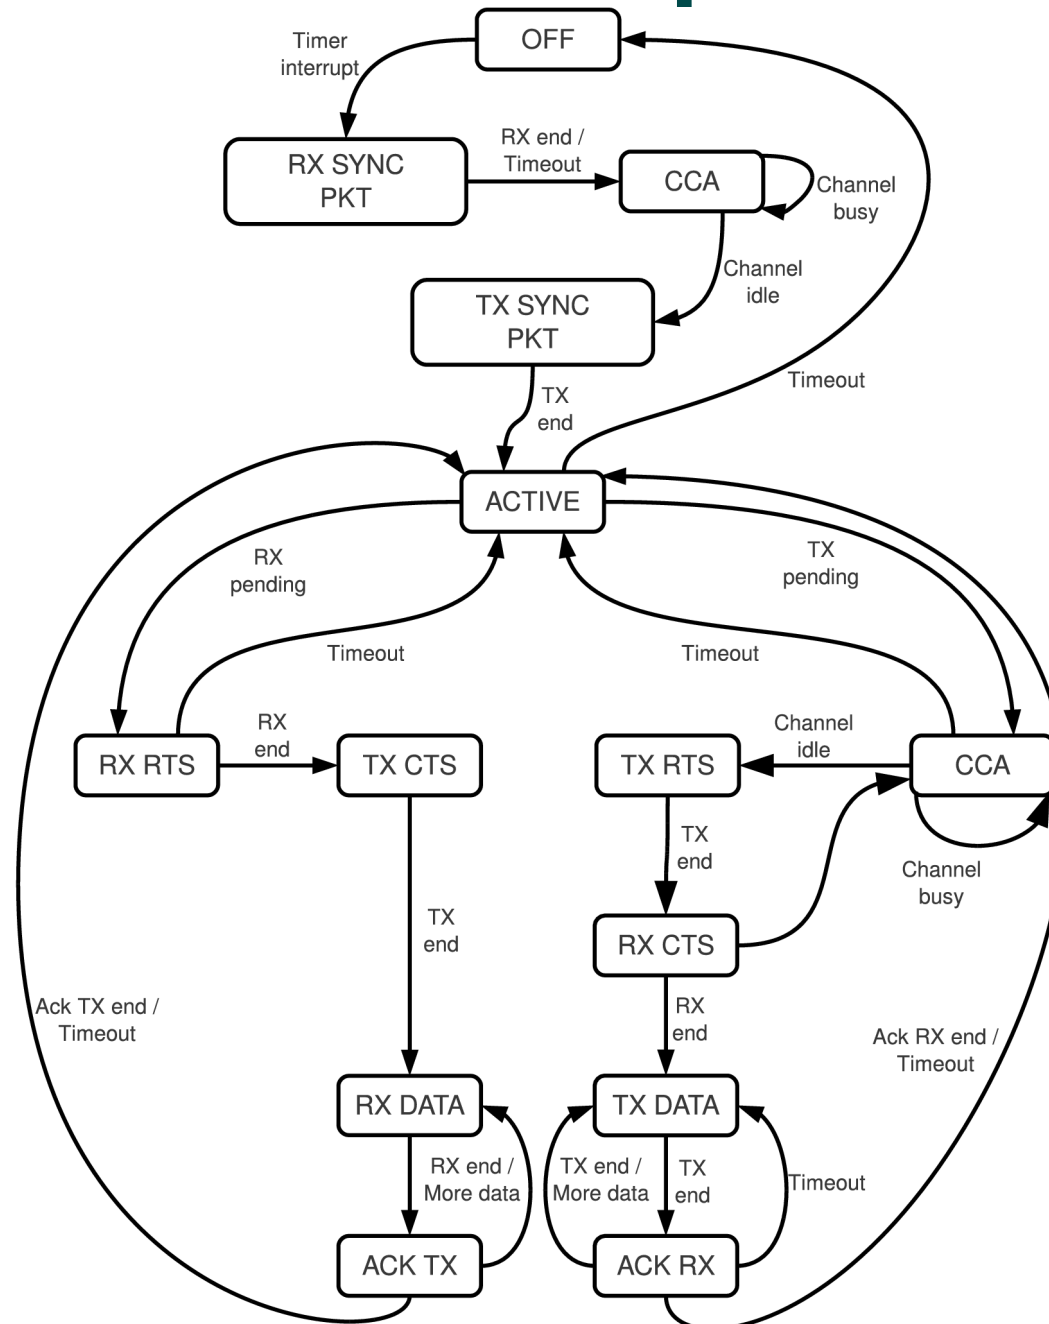 OFF
Timer
interrupt
RX SYNC
PKT
RX end /
Timeout
CCA
Channel
busy
Channel
idle
TX SYNC
PKT
Timeout
TX
end
ACTIVE
RX
pending
TX
pending
Timeout
Timeout
RX RTS
RX
end
TX CTS
TX RTS
Channel
idle
CCA
TX
end
Channel
busy
TX
end
RX CTS
Ack TX end /
Timeout
RX
end
Ack RX end /
Timeout
RX DATA
TX DATA
RX end /
More data
TX end /
More data
TX
end
Timeout
ACK TX
ACK RX